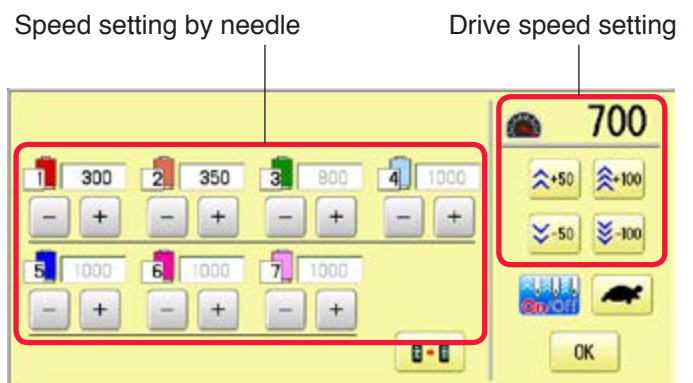 Speed setting by needle
Drive speed setting
700
1 300 2 350 3 800 4 1000
+50 +100
- + - + - + - +
-50 -100
5 1000 6 1000 7 1000
On/Off
- + - + - +
OK